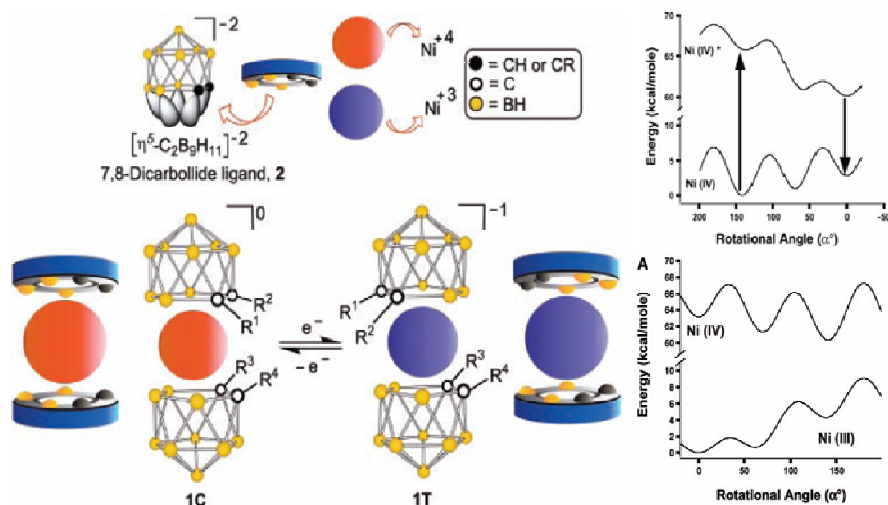 −2
Ni+4
Ni+3
= CH or CR
= C
= BH
[η5-C2B9H11]−2
7,8-Dicarbollide ligand, 2
0
R2
R1
R3
R4
e−
− e−
−1
R1
R2
R3
R4
1C
1T
Energy (kcal/mole)
70
65
60
5
0
Ni (IV) *
Ni (IV)
200 150 100 50 0 -50
Rotational Angle (α°)
A
Energy (kcal/mole)
68
66
64
62
60
8
6
4
2
0
Ni (IV)
Ni (III)
0 50 100 150
Rotational Angle (α°)